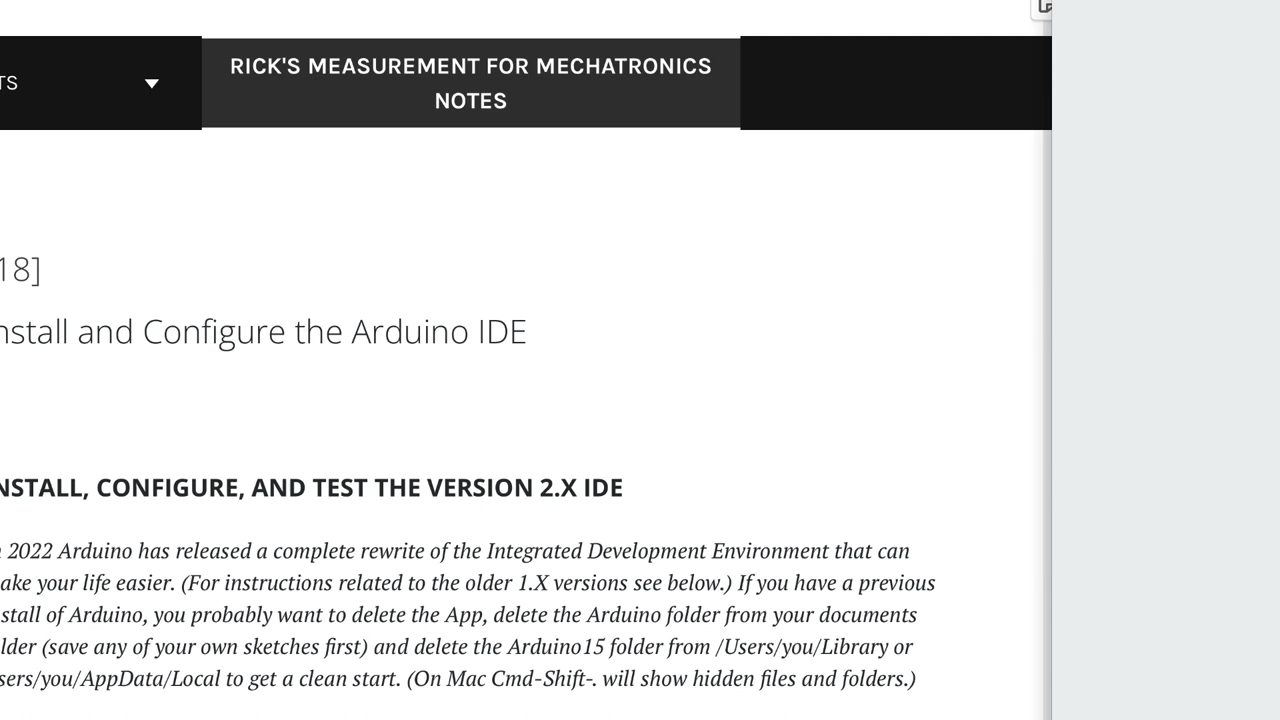 TS
RICK'S MEASUREMENT FOR MECHATRONICS
NOTES
18]
nstall and Configure the Arduino IDE
NSTALL, CONFIGURE, AND TEST THE VERSION 2.X IDE
n 2022 Arduino has released a complete rewrite of the Integrated Development Environment that can
ake your life easier. (For instructions related to the older 1.X versions see below.) If you have a previous
stall of Arduino, you probably want to delete the App, delete the Arduino folder from your documents
lder (save any of your own sketches first) and delete the Arduino15 folder from /Users/you/Library or
sers/you/AppData/Local to get a clean start. (On Mac Cmd-Shift-. will show hidden files and folders.)